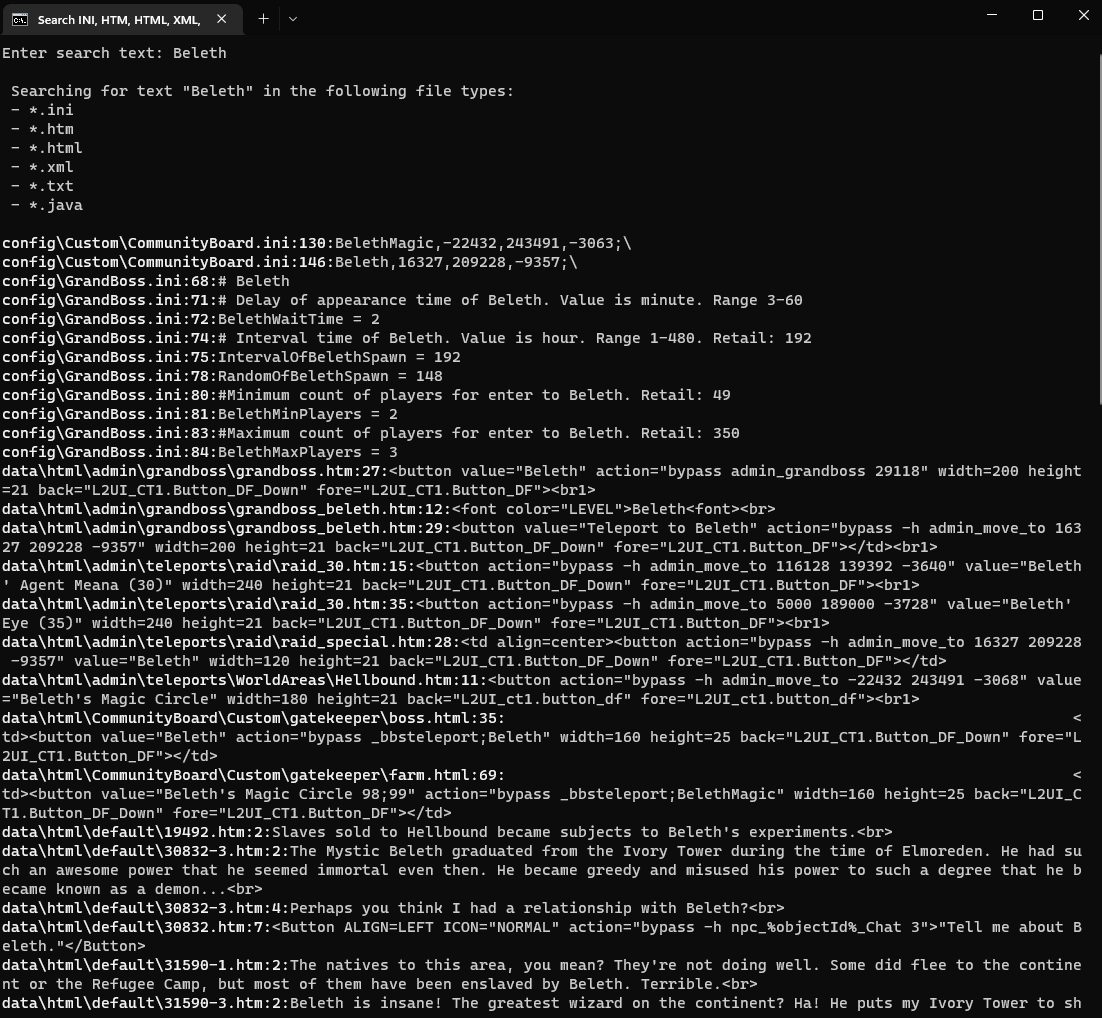 Search INI, HTM, HTML, XML,
Enter search text: Beleth
Searching for text "Beleth" in the following file types:
- *.ini
- *.htm
- *.html
- *.xml
- *.txt
- *.java
config\Custom\CommunityBoard.ini:130:BelethMagic,-22432,243491,-3063;\
config\Custom\CommunityBoard.ini:146:Beleth,16327,209228,-9357;\
config\GrandBoss.ini:68:# Beleth
config\GrandBoss.ini:71:# Delay of appearance time of Beleth. Value is minute. Range 3-60
config\GrandBoss.ini:72:BelethWaitTime = 2
config\GrandBoss.ini:74:# Interval time of Beleth. Value is hour. Range 1-480. Retail: 192
config\GrandBoss.ini:75:IntervalOfBelethSpawn = 192
config\GrandBoss.ini:78:RandomOfBelethSpawn = 148
config\GrandBoss.ini:80:#Minimum count of players for enter to Beleth. Retail: 49
config\GrandBoss.ini:81:BelethMinPlayers = 2
config\GrandBoss.ini:83:#Maximum count of players for enter to Beleth. Retail: 350
config\GrandBoss.ini:84:BelethMaxPlayers = 3
data\html\admin\grandboss\grandboss.htm:27:<button value="Beleth" action="bypass admin_grandboss 29118" width=200 height
=21 back="L2UI_CT1.Button_DF_Down" fore="L2UI_CT1.Button_DF"><br1>
data\html\admin\grandboss\grandboss_beleth.htm:12:<font color="LEVEL">Beleth<font><br>
data\html\admin\grandboss\grandboss_beleth.htm:29:<button value="Teleport to Beleth" action="bypass -h admin_move_to 163
27 209228 -9357" width=200 height=21 back="L2UI_CT1.Button_DF_Down" fore="L2UI_CT1.Button_DF"></td><br1>
data\html\admin\teleports\raid\raid_30.htm:15:<button action="bypass -h admin_move_to 116128 139392 -3640" value="Beleth
' Agent Meana (30)" width=240 height=21 back="L2UI_CT1.Button_DF_Down" fore="L2UI_CT1.Button_DF"><br1>
data\html\admin\teleports\raid\raid_30.htm:35:<button action="bypass -h admin_move_to 5000 189000 -3728" value="Beleth'
Eye (35)" width=240 height=21 back="L2UI_CT1.Button_DF_Down" fore="L2UI_CT1.Button_DF"><br1>
data\html\admin\teleports\raid\raid_special.htm:28:<td align=center><button action="bypass -h admin_move_to 16327 209228
-9357" value="Beleth" width=120 height=21 back="L2UI_CT1.Button_DF_Down" fore="L2UI_CT1.Button_DF"></td>
data\html\admin\teleports\WorldAreas\Hellbound.htm:11:<button action="bypass -h admin_move_to -22432 243491 -3068" value
="Beleth's Magic Circle" width=180 height=21 back="L2UI_ct1.button_df" fore="L2UI_ct1.button_df"><br1>
data\html\CommunityBoard\Custom\gatekeeper\boss.html:35: <
td><button value="Beleth" action="bypass _bbsteleport;Beleth" width=160 height=25 back="L2UI_CT1.Button_DF_Down" fore="L
2UI_CT1.Button_DF"></td>
data\html\CommunityBoard\Custom\gatekeeper\farm.html:69: <
td><button value="Beleth's Magic Circle 98;99" action="bypass _bbsteleport;BelethMagic" width=160 height=25 back="L2UI_C
T1.Button_DF_Down" fore="L2UI_CT1.Button_DF"></td>
data\html\default\19492.htm:2:Slaves sold to Hellbound became subjects to Beleth's experiments.<br>
data\html\default\30832-3.htm:2:The Mystic Beleth graduated from the Ivory Tower during the time of Elmoreden. He had su
ch an awesome power that he seemed immortal even then. He became greedy and misused his power to such a degree that he b
ecame known as a demon...<br>
data\html\default\30832-3.htm:4:Perhaps you think I had a relationship with Beleth?<br>
data\html\default\30832.htm:7:<Button ALIGN=LEFT ICON="NORMAL" action="bypass -h npc_%objectId%_Chat 3">"Tell me about B
eleth."</Button>
data\html\default\31590-1.htm:2:The natives to this area, you mean? They're not doing well. Some did flee to the contine
nt or the Refugee Camp, but most of them have been enslaved by Beleth. Terrible.<br>
data\html\default\31590-3.htm:2:Beleth is insane! The greatest wizard on the continent? Ha! He puts my Ivory Tower to sh